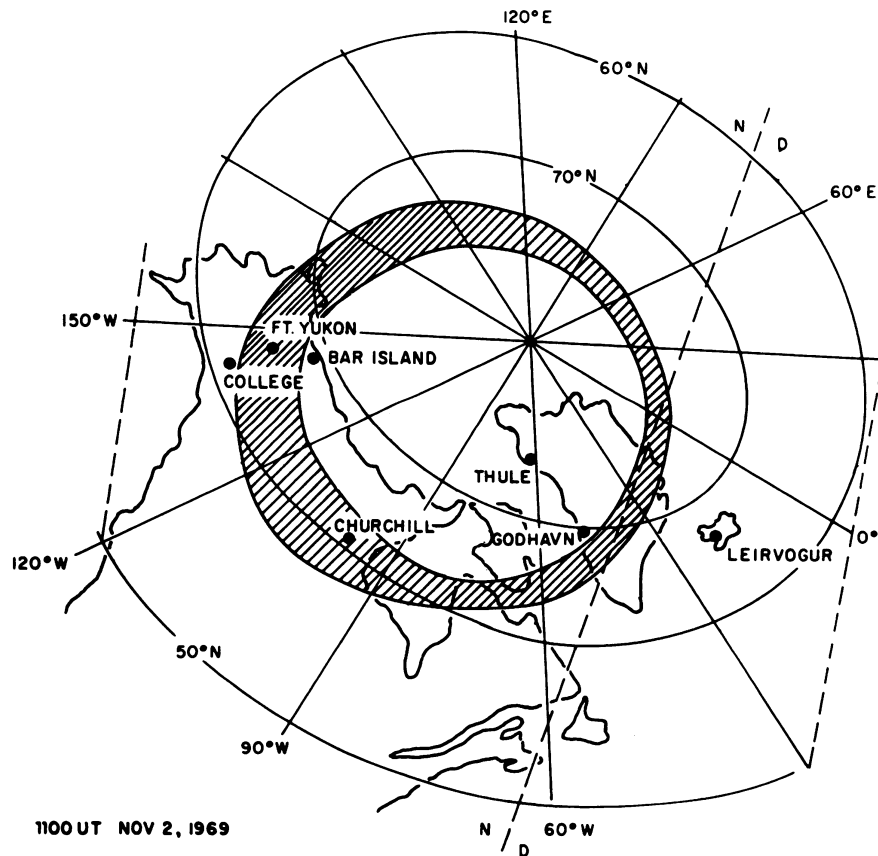 120°E
60°N
N
D
70°N
60°E
150°W
FT. YUKON
BAR ISLAND
COLLEGE
THULE
CHURCHILL
GODHAVN
LEIRVOGUR
0°
120°W
50°N
90°W
1100 UT NOV 2, 1969
N
60°W
D